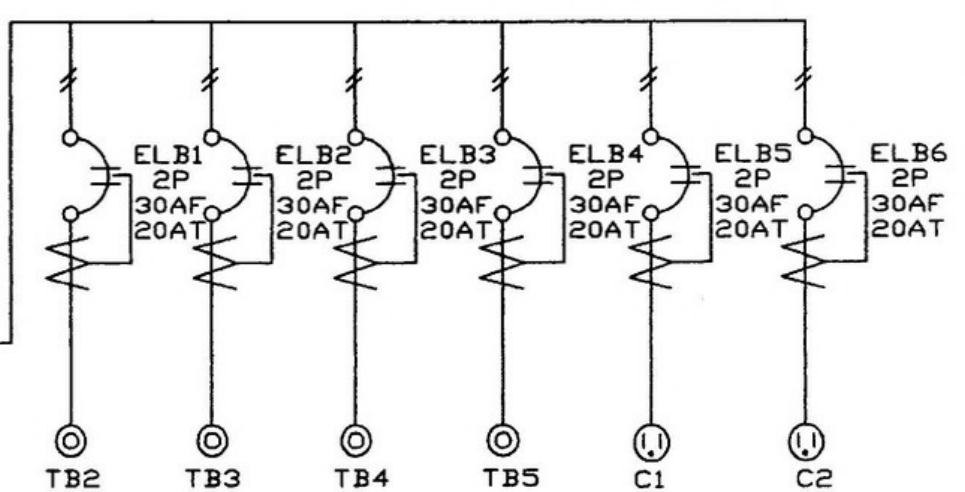 ELB1
2P
30AF
20AT
ELB2
2P
30AF
20AT
ELB3
2P
30AF
20AT
ELB4
2P
30AF
20AT
ELB5
2P
30AF
20AT
ELB6
2P
30AF
20AT
TB2
TB3
TB4
TB5
C1
C2